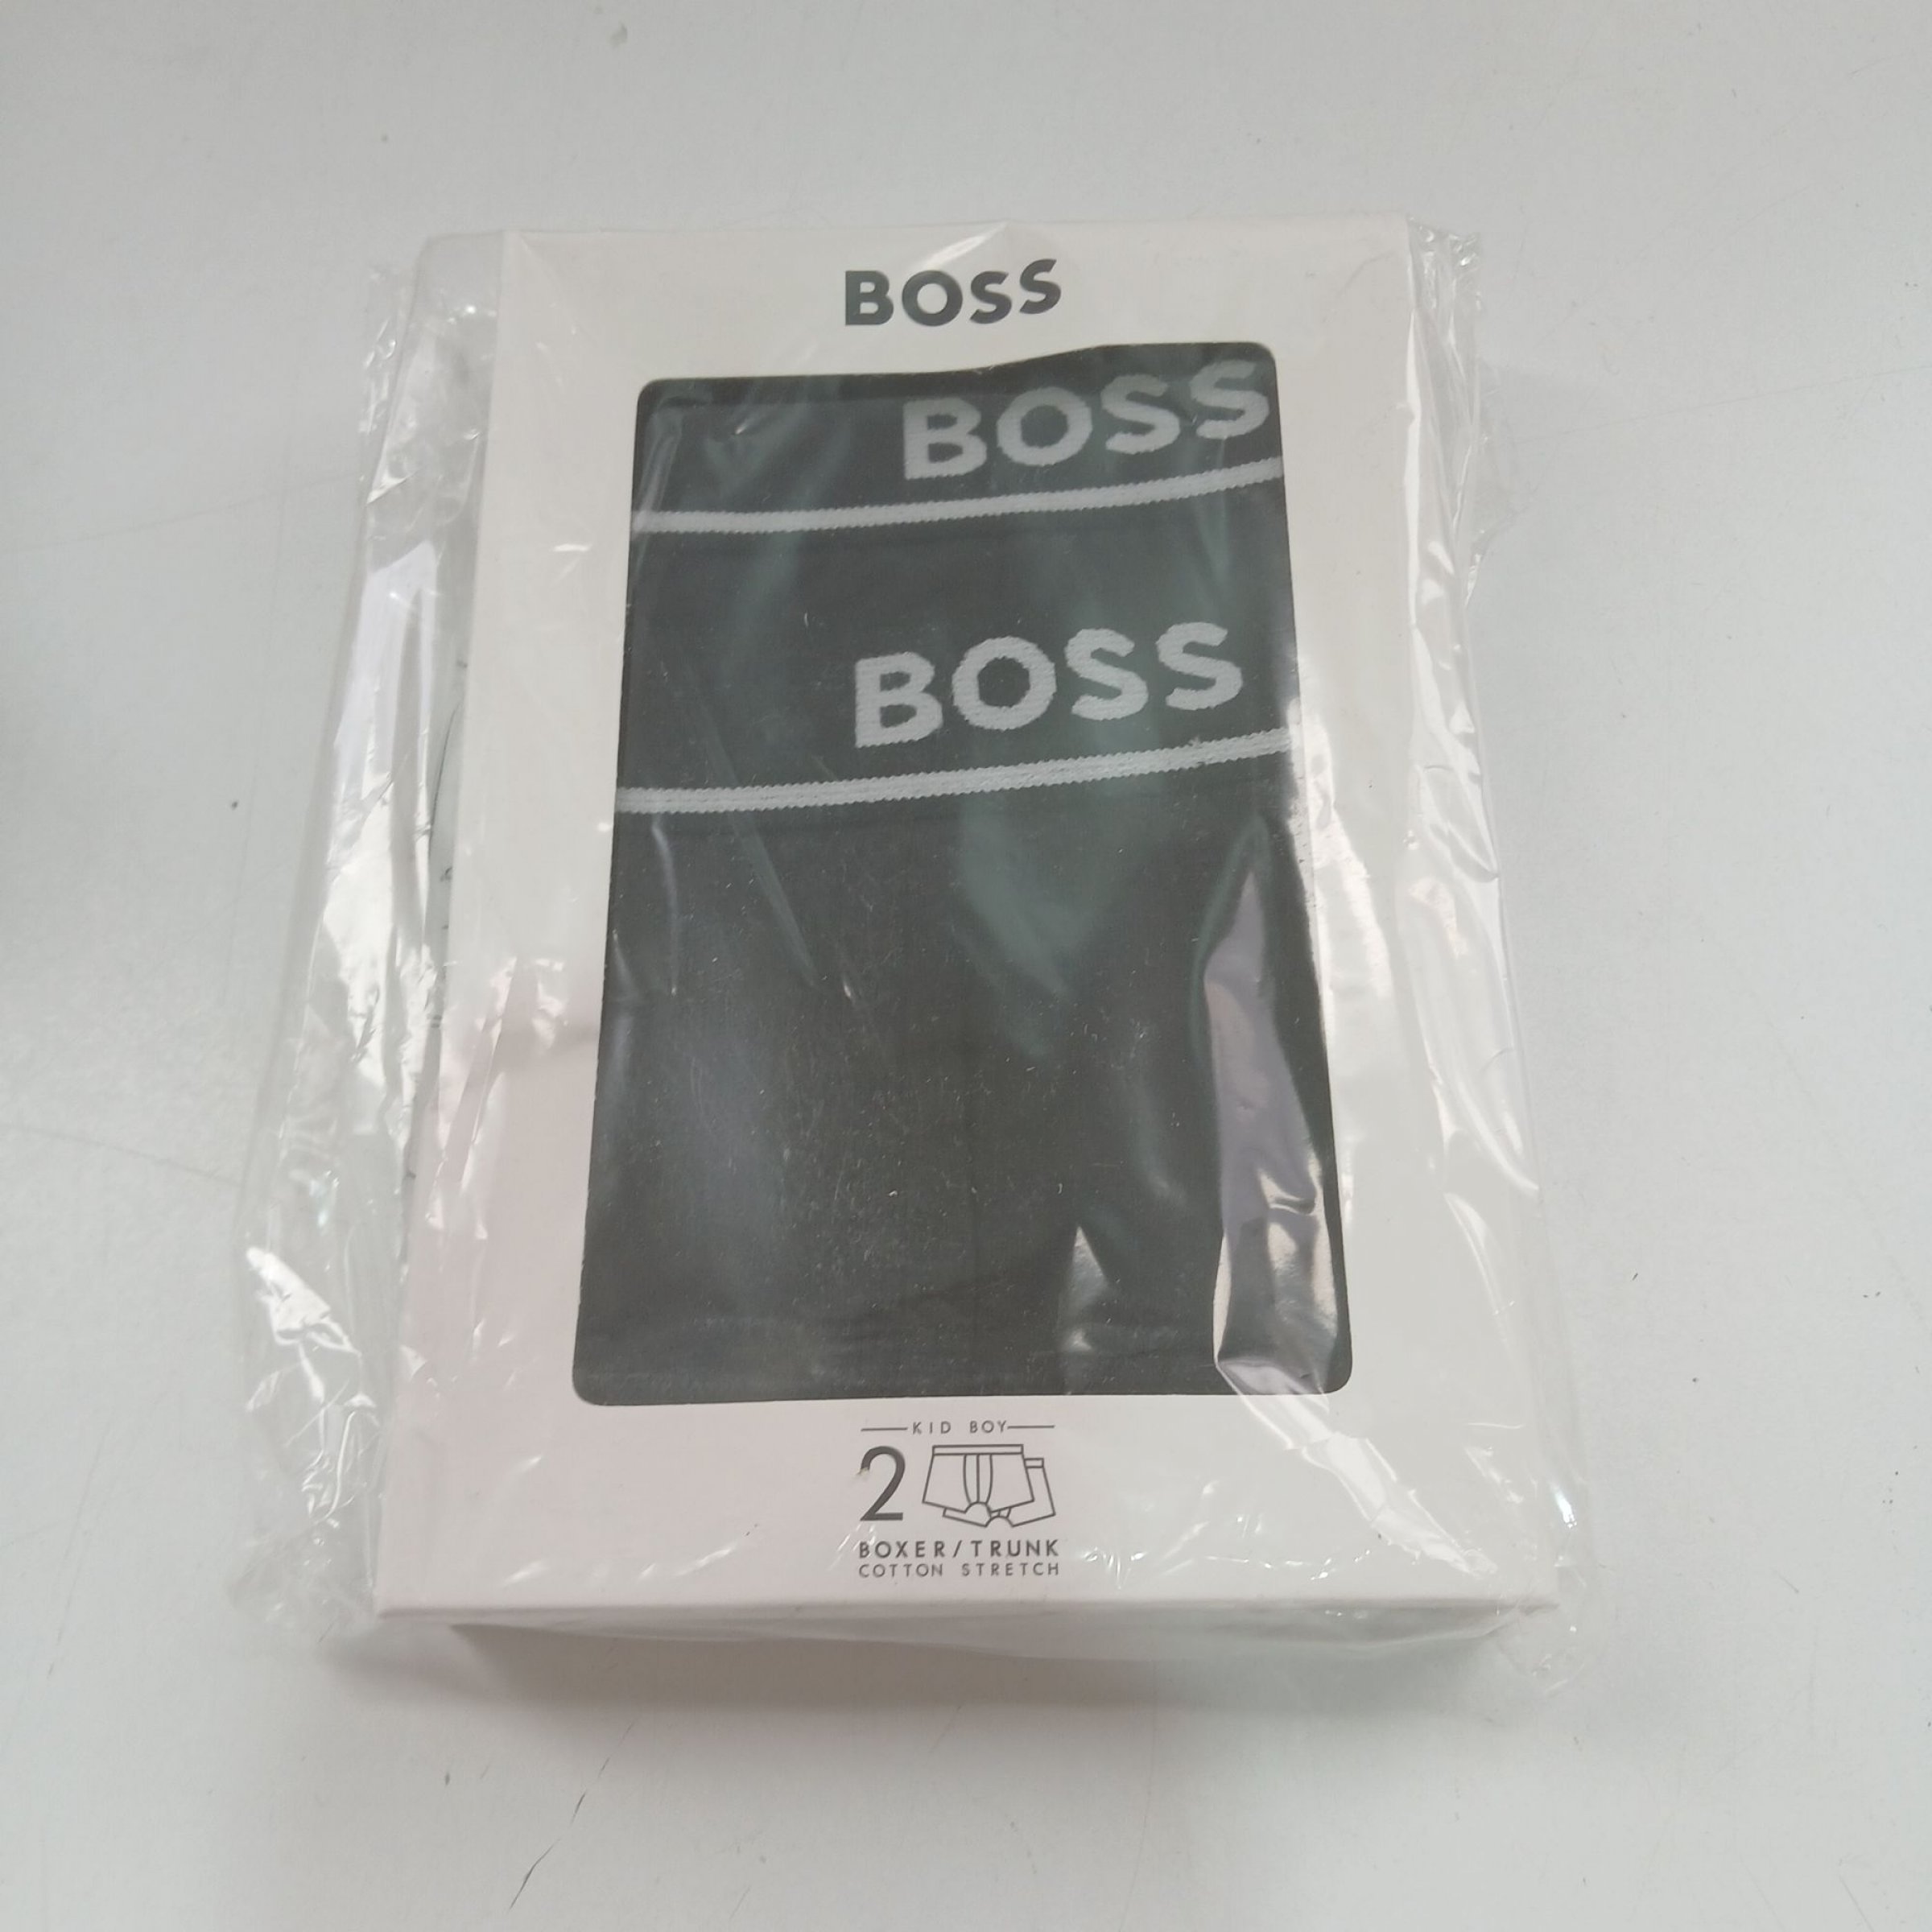 BOSS
BOSS
BOSS
KID BOY
2
BOXER/TRUNK
COTTON STRETCH